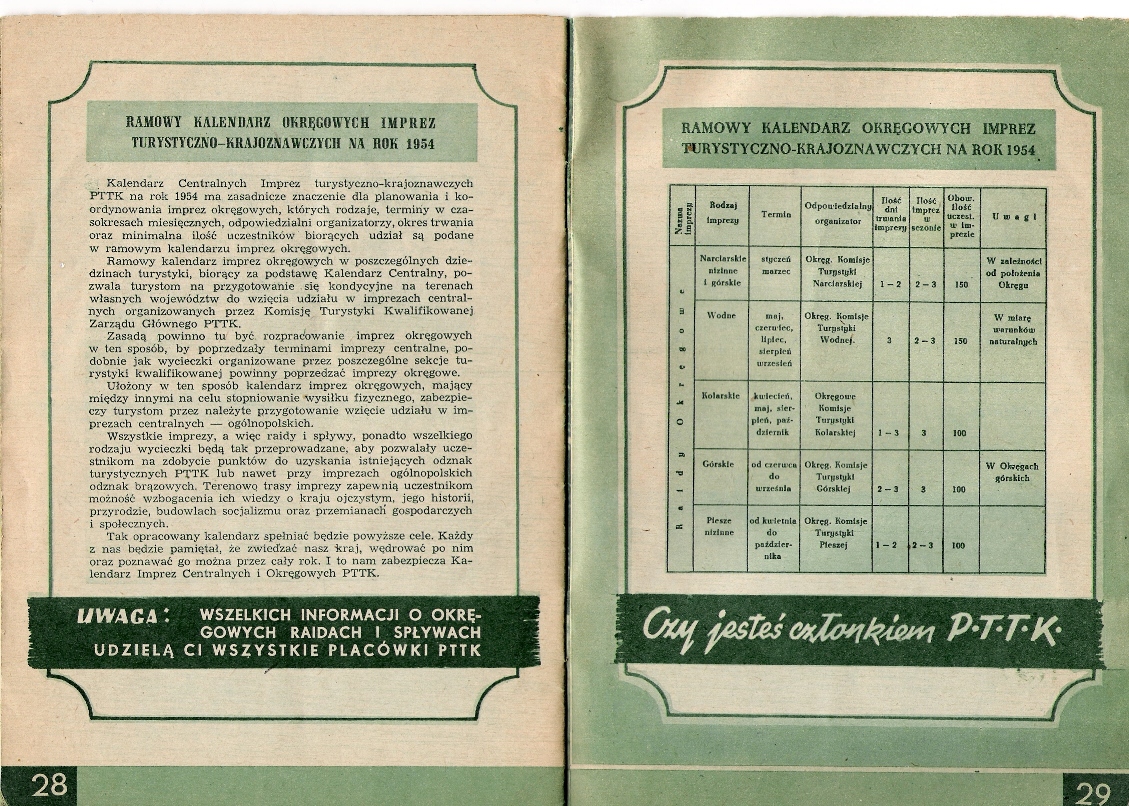 RAMOWY KALENDARZ OKRĘGOWYCH IMPREZ
TURYSTYCZNO-KRAJOZNAWCZYCH NA ROK 1954
Kalendarz Centralnych Imprez turystyczno-krajoznawczych
PTTK na rok 1954 ma zasadnicze znaczenie dla planowania i ko-
ordynowania imprez okręgowych, których rodzaje, terminy w cza-
sokresach miesięcznych, odpowiedzialni organizatorzy, okres trwania
oraz minimalna ilość uczestników biorących udział są podane
w ramowym kalendarzu imprez okręgowych.
Ramowy kalendarz imprez okręgowych w poszczególnych dzie-
dzinach turystyki, biorący za podstawę Kalendarz Centralny, po-
zwala turystom na przygotowanie się kondycyjne na terenach
własnych województw do wzięcia udziału w imprezach central-
nych organizowanych przez Komisję Turystyki Kwalifikowanej
Zarządu Głównego PTTK.
Zasadą powinno tu być rozpracowanie imprez okręgowych
w ten sposób, by poprzedzały terminami imprezy centralne, po-
dobnie jak wycieczki organizowane przez poszczególne sekcje tu-
rystyki kwalifikowanej powinny poprzedzać imprezy okręgowe.
Ułożony w ten sposób kalendarz imprez okręgowych, mający
między innymi na celu stopniowanie wysiłku fizycznego, zabezpie-
czy turystom przez należyte przygotowanie wzięcie udziału w im-
prezach centralnych — ogólnopolskich.
Wszystkie imprezy, a więc raidy i spływy, ponadto wszelkiego
rodzaju wycieczki będą tak przeprowadzane, aby pozwalały ucze-
stnikom na zdobycie punktów do uzyskania istniejących odznak
turystycznych PTTK lub nawet przy imprezach ogólnopolskich
odznak brązowych. Terenowo trasy imprezy zapewnią uczestnikom
możność wzbogacenia ich wiedzy o kraju ojczystym, jego historii,
przyrodzie, budowlach socjalizmu oraz przemianach gospodarczych
i społecznych.
Tak opracowany kalendarz spełniać będzie powyższe cele. Każdy
z nas będzie pamiętał, że zwiedzać nasz kraj, wędrować po nim
oraz poznawać go można przez cały rok. I to nam zabezpiecza Ka-
lendarz Imprez Centralnych i Okręgowych PTTK.
UWAGA: WSZELKICH INFORMACJI O OKRĘ-
GOWYCH RAIDACH I SPŁYWACH
UDZIELĄ CI WSZYSTKIE PLACÓWKI PTTK
28
RAMOWY KALENDARZ OKRĘGOWYCH IMPREZ
TURYSTYCZNO-KRAJOZNAWCZYCH NA ROK 1954
Nazwa
imprezy
Rodzaj
imprezy
Termin
Odpowiedzialny
organizator
Ilość
dni
trwania
imprezy
Ilość
imprez
w
sezonie
Obow.
ilość
uczest.
w im-
prezie
Uwagi
Raidy Okresowe
Narciarskie
nizinne
i górskie
styczeń
marzec
Okręg. Komisje
Turystyki
Narciarskiej
1 – 2
2 – 3
150
W zależności
od położenia
Okręgu
Wodne
maj,
czerwiec,
lipiec,
sierpień
wrzesień
Okręg. Komisje
Turystyki
Wodnej.
3
2 – 3
150
W miarę
warunków
naturalnych
Kolarskie
kwiecień,
maj, sier-
pień, paź-
dziernik
Okręgowe
Komisje
Turystyki
Kolarskiej
1 – 3
3
100
Górskie
od czerwca
do
września
Okręg. Komisje
Turystyki
Górskiej
2 – 3
3
100
W Okręgach
górskich
Piesze
nizinne
od kwietnia
do
paździer-
nika
Okręg. Komisje
Turystyki
Pieszej
1 – 2
2 – 3
100
Czy jesteś członkiem P·T·T·K·
29